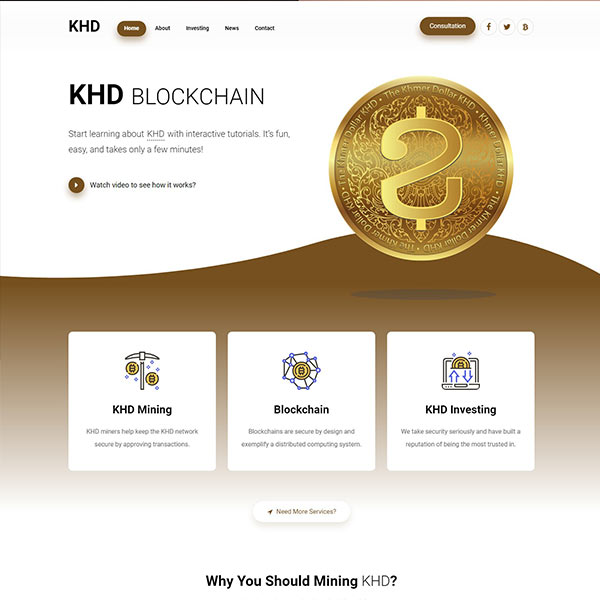 KHD
Home
About
Investing
News
Contact
Consultation
KHD BLOCKCHAIN
Start learning about KHD with interactive tutorials. It's fun,
easy, and takes only a few minutes!
Watch video to see how it works?
The Khmer Dollar KHD • Khmer Dollar KHD • The Khmer Dollar KHD • Khmer Dollar KHD •
KHD Mining
KHD miners help keep the KHD network
secure by approving transactions.
Blockchain
Blockchains are secure by design and
exemplify a distributed computing system.
KHD Investing
We take security seriously and have built a
reputation of being the most trusted in.
Need More Services?
Why You Should Mining KHD?